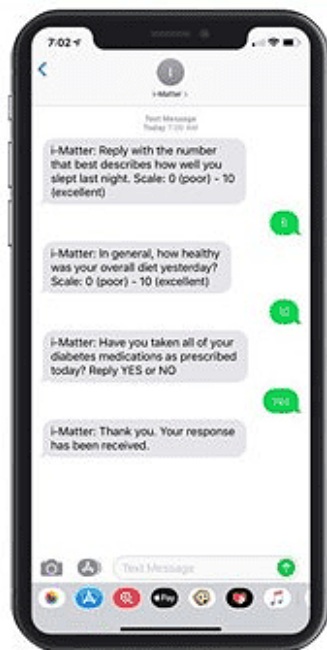 7:02
i-Matter
Text Message
Today 7:00 AM
i-Matter: Reply with the number
that best describes how well you
slept last night. Scale: 0 (poor) - 10
(excellent)
i-Matter: In general, how healthy
was your overall diet yesterday?
Scale: 0 (poor) - 10 (excellent)
10
i-Matter: Have you taken all of your
diabetes medications as prescribed
today? Reply YES or NO
i-Matter: Thank you. Your response
has been received.
Text Message
Pay